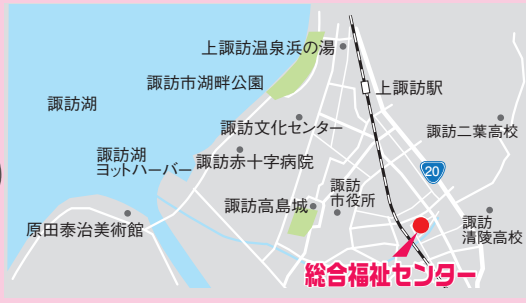 上諏訪温泉浜の湯
諏訪市湖畔公園
上諏訪駅
諏訪湖
諏訪文化センター
諏訪二葉高校
諏訪湖
ヨットハーバー
諏訪赤十字病院
20
諏訪
市役所
諏訪高島城
諏訪
清陵高校
原田泰治美術館
総合福祉センター